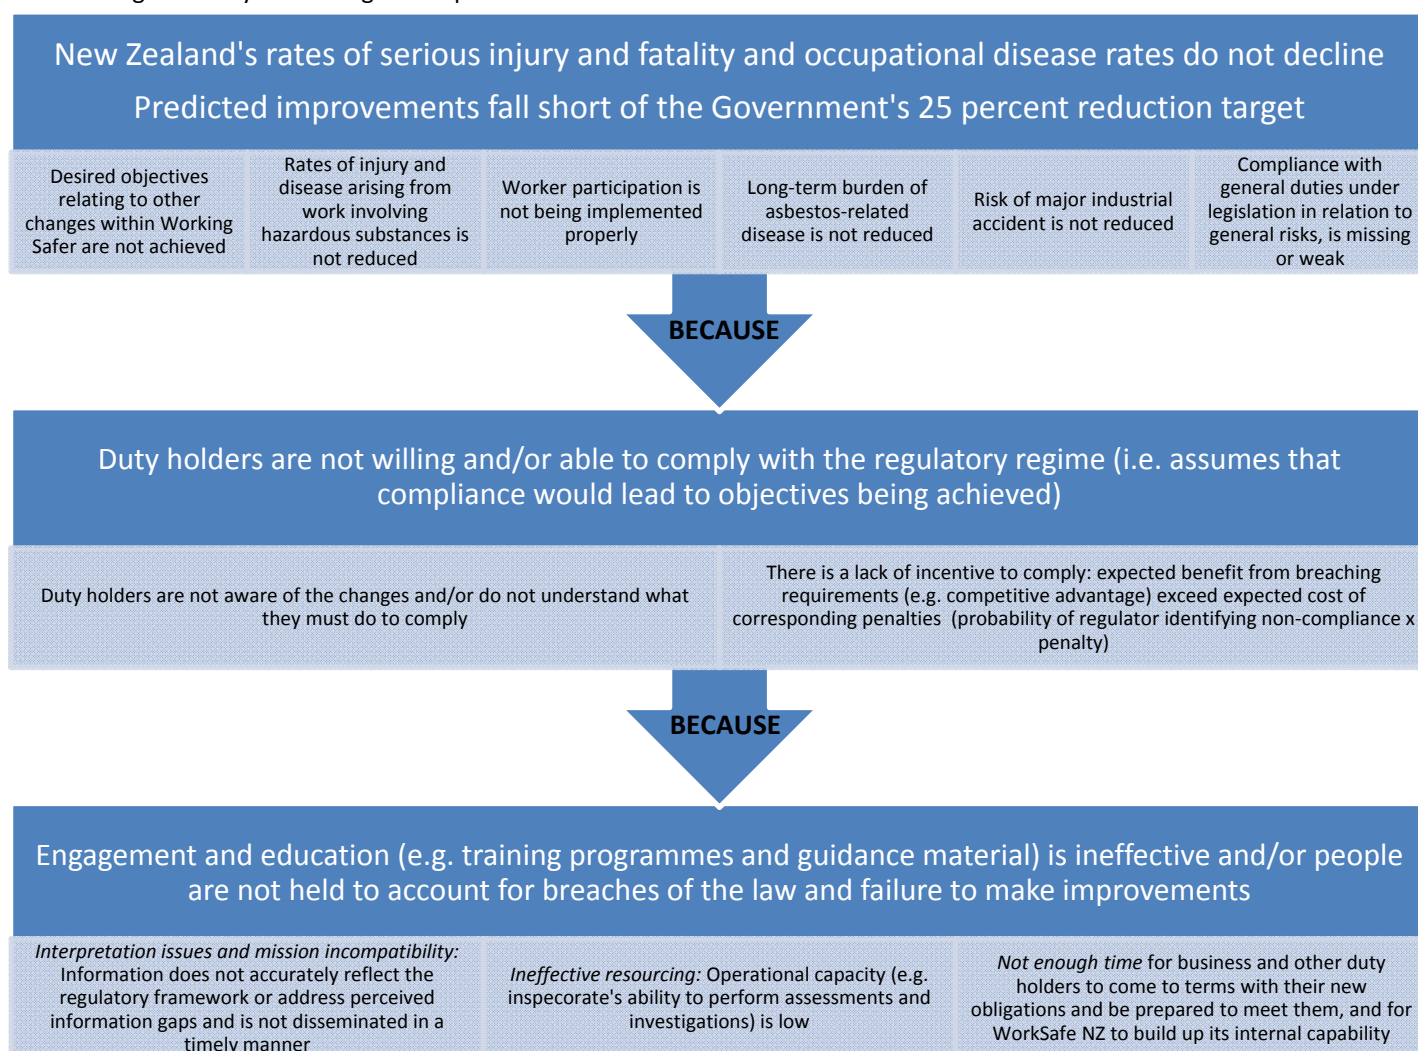 New Zealand's rates of serious injury and fatality and occupational disease rates do not decline
Predicted improvements fall short of the Government's 25 percent reduction target
Desired objectives
relating to other
changes within Working
Safer are not achieved
Rates of injury and
disease arising from
work involving
hazardous substances is
not reduced
Worker participation is
not being implemented
properly
Long-term burden of
asbestos-related
disease is not reduced
Risk of major industrial
accident is not reduced
Compliance with
general duties under
legislation in relation to
general risks, is missing
or weak
BECAUSE
Duty holders are not willing and/or able to comply with the regulatory regime (i.e. assumes that
compliance would lead to objectives being achieved)
Duty holders are not aware of the changes and/or do not understand what
they must do to comply
There is a lack of incentive to comply: expected benefit from breaching
requirements (e.g. competitive advantage) exceed expected cost of
corresponding penalties (probability of regulator identifying non-compliance x
penalty)
BECAUSE
Engagement and education (e.g. training programmes and guidance material) is ineffective and/or people
are not held to account for breaches of the law and failure to make improvements
Interpretation issues and mission incompatibility:
Information does not accurately reflect the
regulatory framework or address perceived
information gaps and is not disseminated in a
timely manner
Ineffective resourcing: Operational capacity (e.g.
inspecorate's ability to perform assessments and
investigations) is low
Not enough time for business and other duty
holders to come to terms with their new
obligations and be prepared to meet them, and for
WorkSafe NZ to build up its internal capability